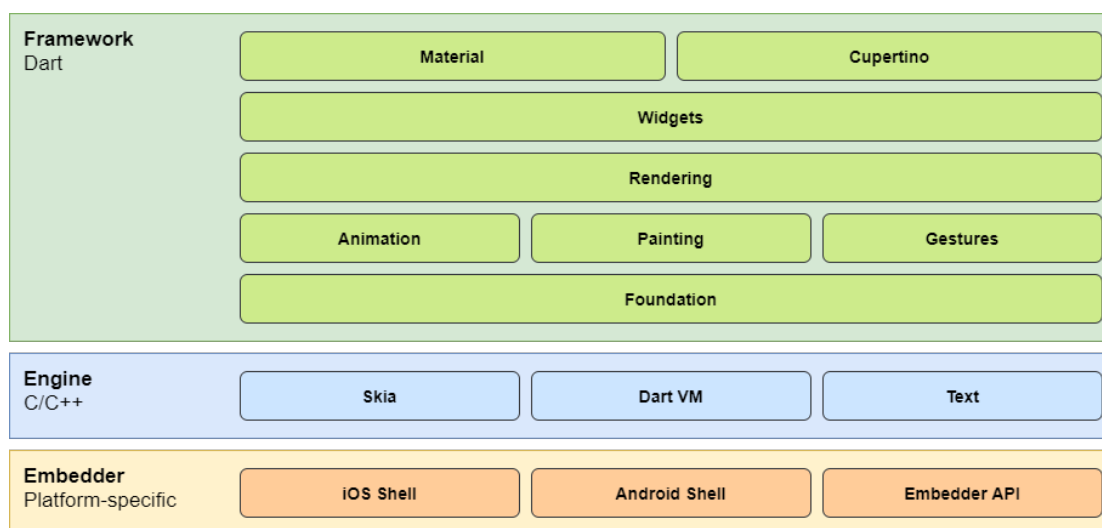 Framework
Dart
Material
Cupertino
Widgets
Rendering
Animation
Painting
Gestures
Foundation
Engine
C/C++
Skia
Dart VM
Text
Embedder
Platform-specific
iOS Shell
Android Shell
Embedder API